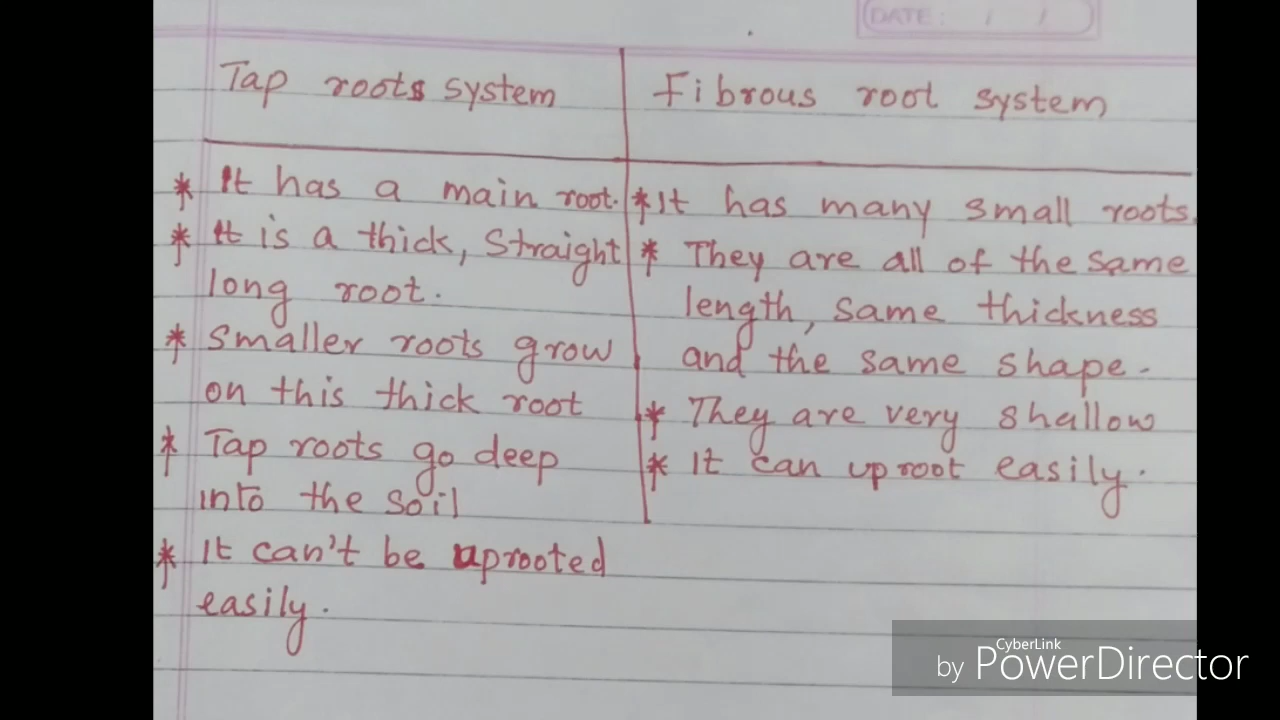 DATE: / /
Tap roots system
Fibrous root system
* It has a main root.
* It is a thick, Straight
long root.
* Smaller roots grow
on this thick root
* Tap roots go deep
into the soil
* It can't be uprooted
easily.
* It has many small roots.
* They are all of the same
length, same thickness
and the same shape.
* They are very shallow
* It can uproot easily.
CyberLink
by PowerDirector